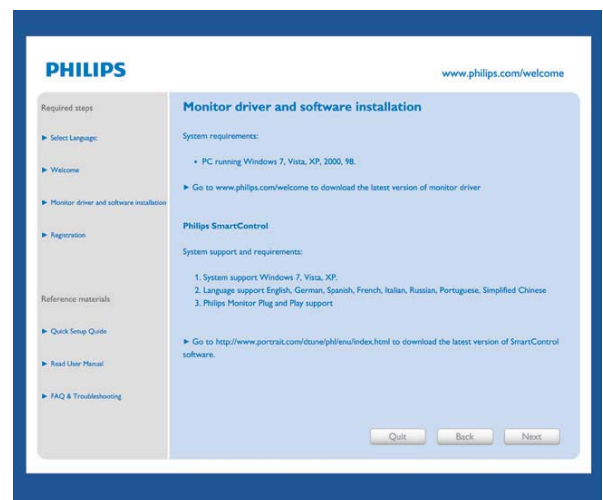 PHILIPS
www.philips.com/welcome
Required steps
► Select Language:
► Welcome
► Monitor driver and software installation
► Registration
Reference materials
► Quick Setup Guide
► Read User Manual
► FAQ & Troubleshooting
Monitor driver and software installation
System requirements:
• PC running Windows 7, Vista, XP, 2000, 98.
► Go to www.philips.com/welcome to download the latest version of monitor driver
Philips SmartControl
System support and requirements:
1. System support Windows 7, Vista, XP.
2. Language support English, German, Spanish, French, Italian, Russian, Portuguese, Simplified Chinese
3. Philips Monitor Plug and Play support
► Go to http://www.portrait.com/dtune/phl/enu/index.html to download the latest version of SmartControl
software.
Quit
Back
Next